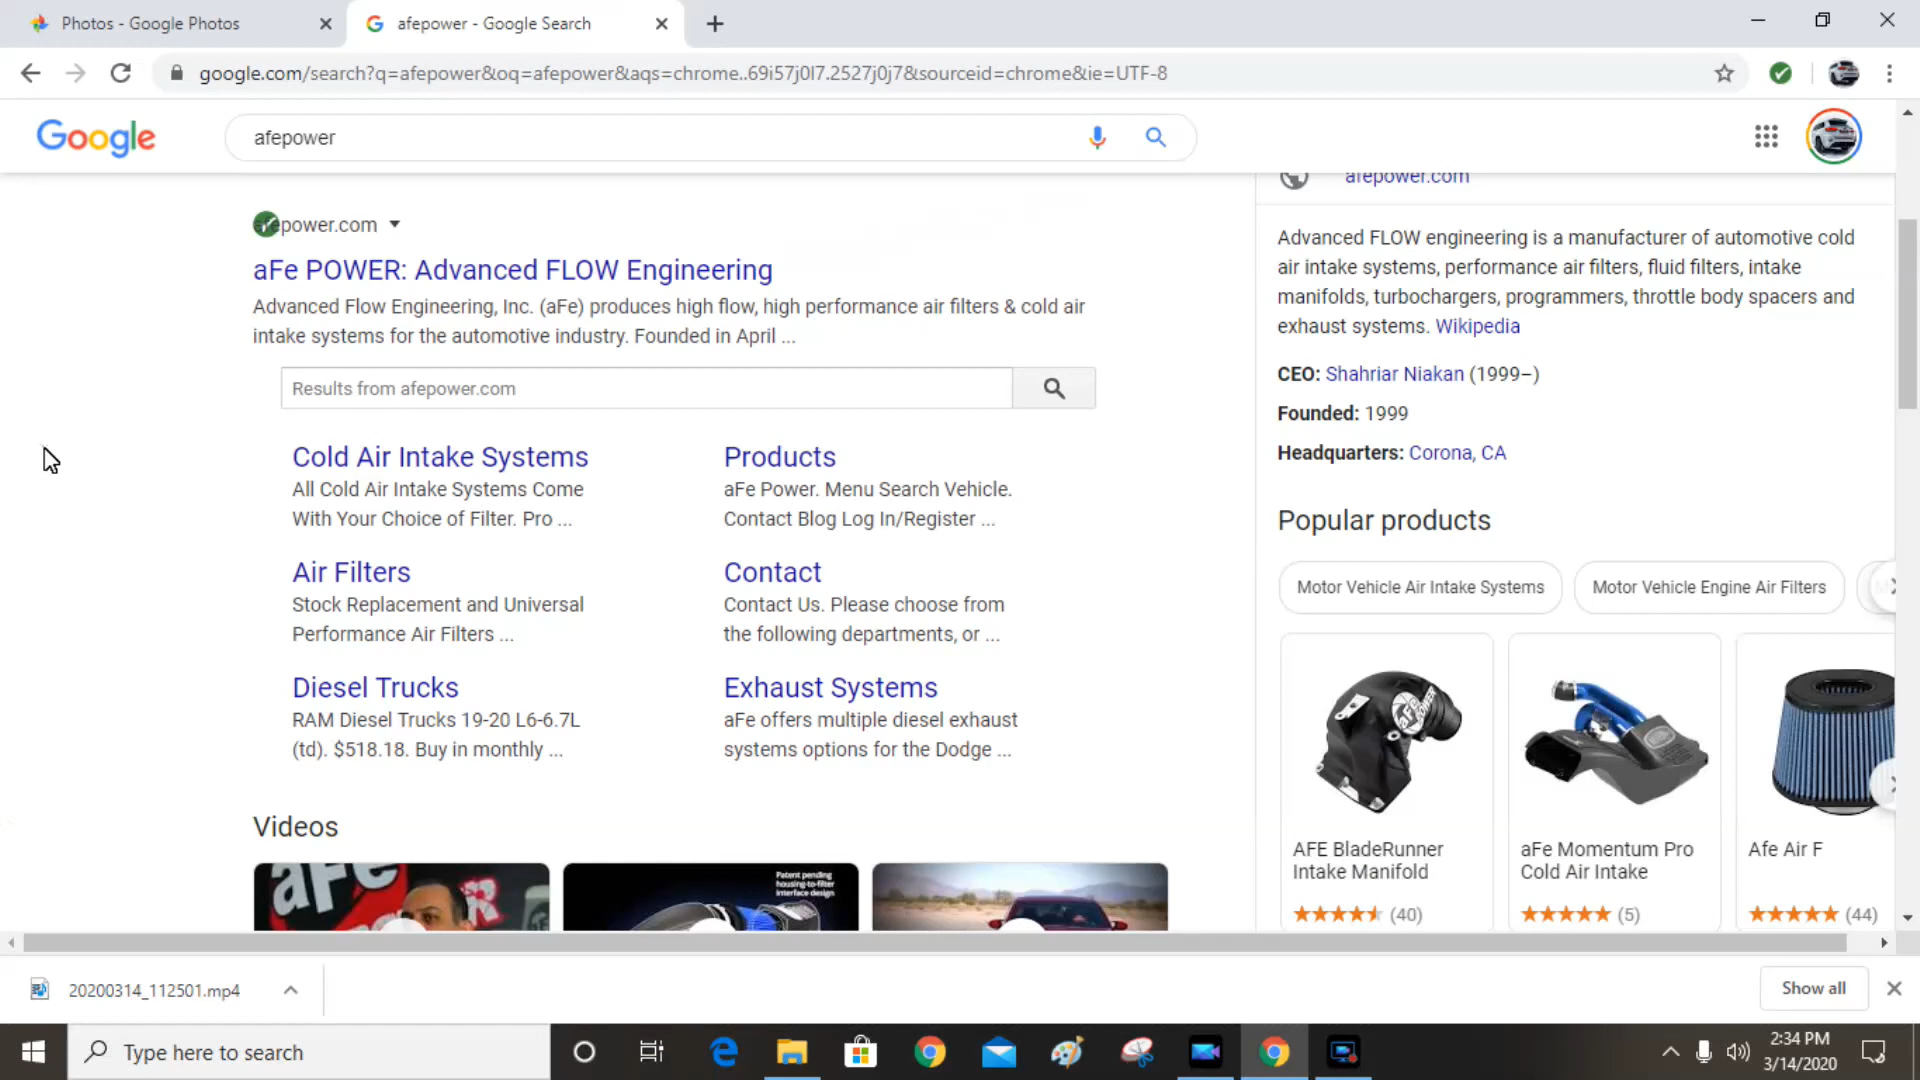 Photos - Google Photos
afepower - Google Search
google.com/search?q=afepower&oq=afepower&aqs=chrome..69i57j0l7.2527j0j7&sourceid=chrome&ie=UTF-8
Google
afepower
afepower.com
aFe POWER: Advanced FLOW Engineering
Advanced Flow Engineering, Inc. (aFe) produces high flow, high performance air filters & cold air
intake systems for the automotive industry. Founded in April ...
Results from afepower.com
Cold Air Intake Systems
All Cold Air Intake Systems Come
With Your Choice of Filter. Pro ...
Products
aFe Power. Menu Search Vehicle.
Contact Blog Log In/Register ...
Air Filters
Stock Replacement and Universal
Performance Air Filters ...
Contact
Contact Us. Please choose from
the following departments, or ...
Diesel Trucks
RAM Diesel Trucks 19-20 L6-6.7L
(td). $518.18. Buy in monthly ...
Exhaust Systems
aFe offers multiple diesel exhaust
systems options for the Dodge ...
Videos
aFe
Patent pending
housing-to-filter
interface design
afepower.com
Advanced FLOW engineering is a manufacturer of automotive cold
air intake systems, performance air filters, fluid filters, intake
manifolds, turbochargers, programmers, throttle body spacers and
exhaust systems. Wikipedia
CEO: Shahriar Niakan (1999–)
Founded: 1999
Headquarters: Corona, CA
Popular products
Motor Vehicle Air Intake Systems
Motor Vehicle Engine Air Filters
aFe POWER
AFE BladeRunner
Intake Manifold
(40)
aFe Momentum Pro
Cold Air Intake
(5)
Afe Air F
(44)
20200314_112501.mp4
Show all
Type here to search
2:34 PM
3/14/2020